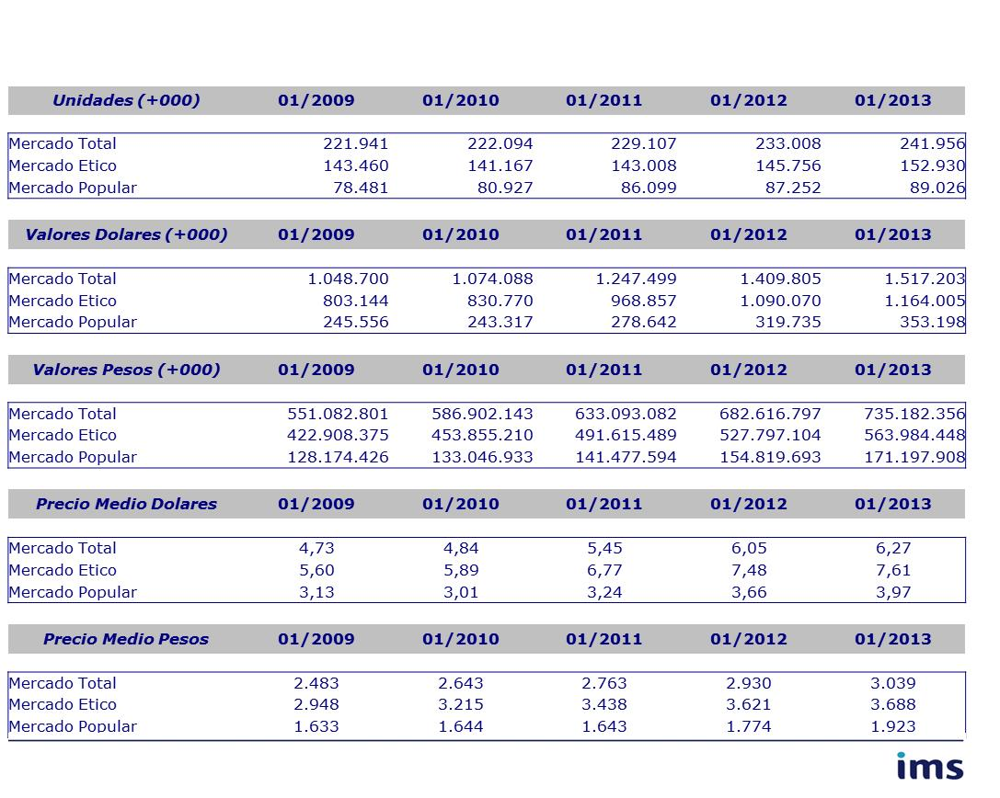 Unidades (+000) 01/2009 01/2010 01/2011 01/2012 01/2013
Mercado Total 221.941 222.094 229.107 233.008 241.956
Mercado Etico 143.460 141.167 143.008 145.756 152.930
Mercado Popular 78.481 80.927 86.099 87.252 89.026
Valores Dolares (+000) 01/2009 01/2010 01/2011 01/2012 01/2013
Mercado Total 1.048.700 1.074.088 1.247.499 1.409.805 1.517.203
Mercado Etico 803.144 830.770 968.857 1.090.070 1.164.005
Mercado Popular 245.556 243.317 278.642 319.735 353.198
Valores Pesos (+000) 01/2009 01/2010 01/2011 01/2012 01/2013
Mercado Total 551.082.801 586.902.143 633.093.082 682.616.797 735.182.356
Mercado Etico 422.908.375 453.855.210 491.615.489 527.797.104 563.984.448
Mercado Popular 128.174.426 133.046.933 141.477.594 154.819.693 171.197.908
Precio Medio Dolares 01/2009 01/2010 01/2011 01/2012 01/2013
Mercado Total 4,73 4,84 5,45 6,05 6,27
Mercado Etico 5,60 5,89 6,77 7,48 7,61
Mercado Popular 3,13 3,01 3,24 3,66 3,97
Precio Medio Pesos 01/2009 01/2010 01/2011 01/2012 01/2013
Mercado Total 2.483 2.643 2.763 2.930 3.039
Mercado Etico 2.948 3.215 3.438 3.621 3.688
Mercado Popular 1.633 1.644 1.643 1.774 1.923
ims